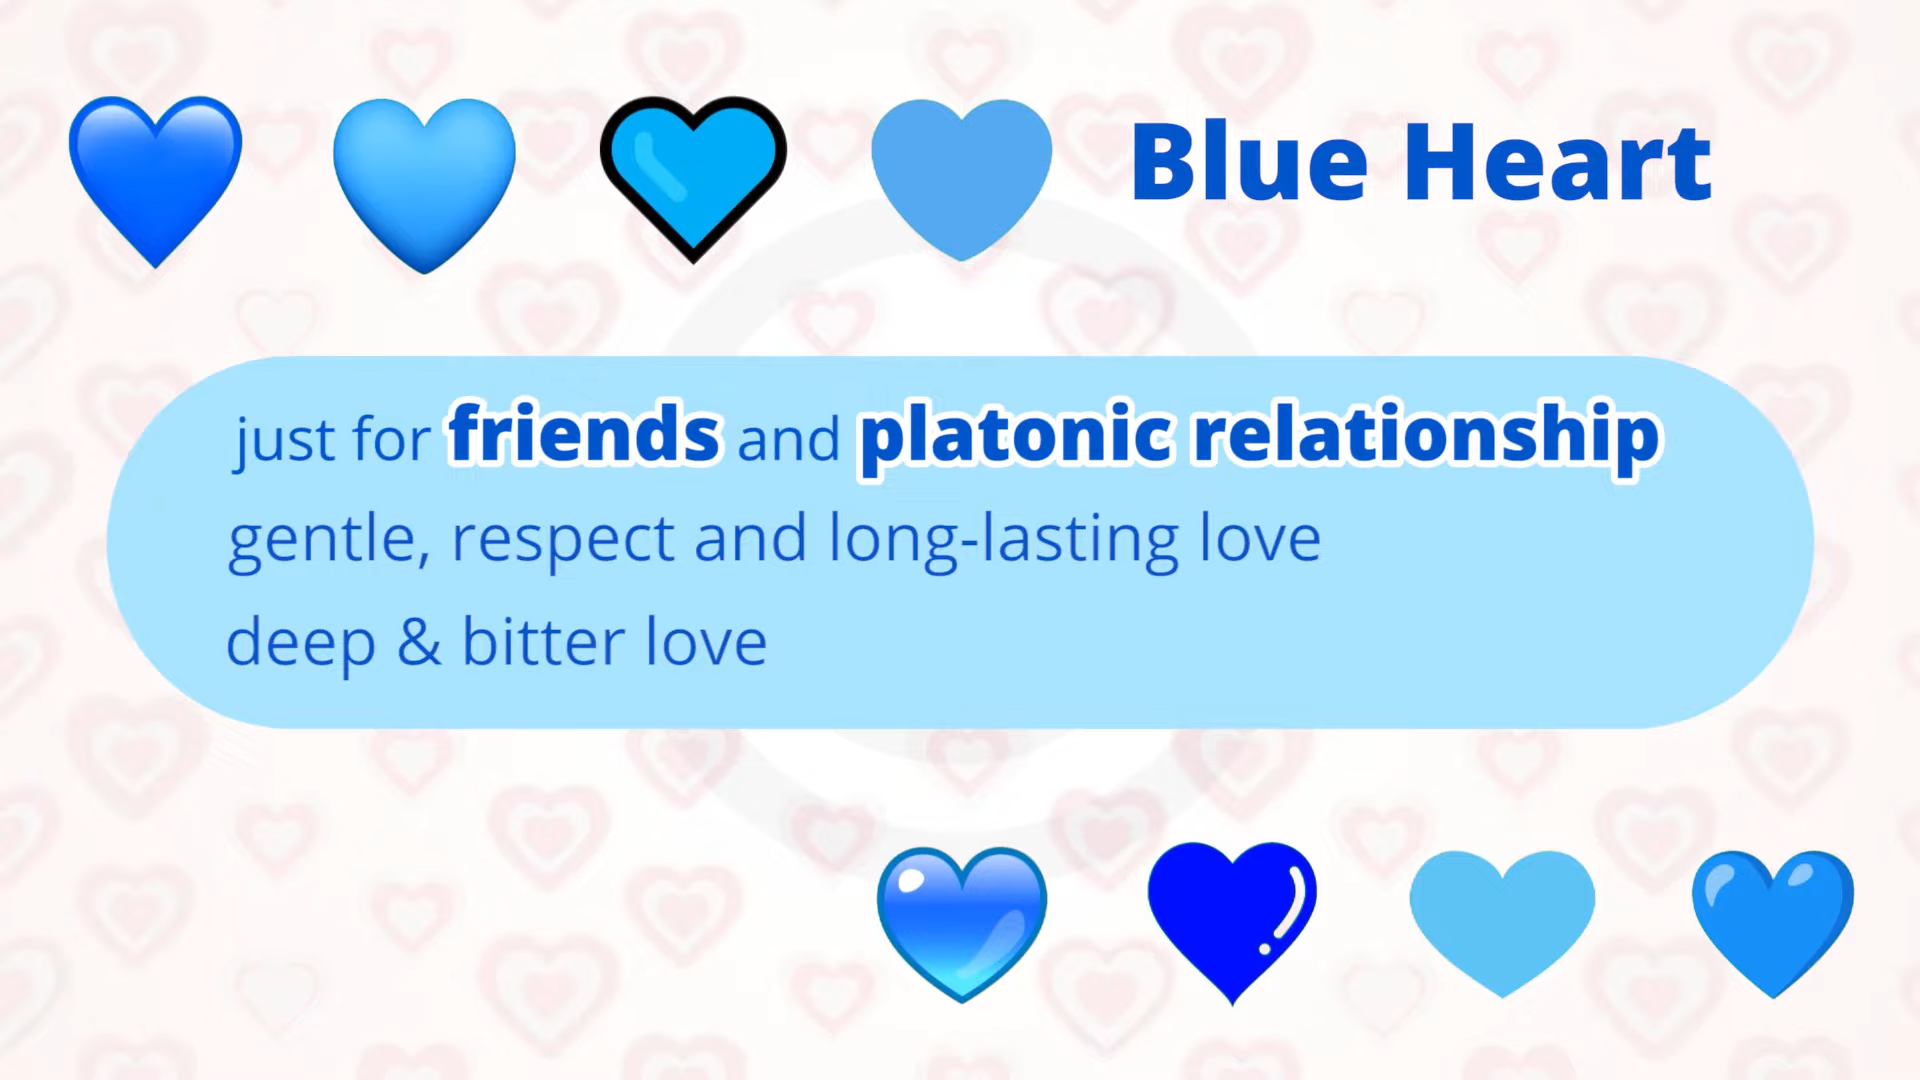 Blue Heart
just for friends and platonic relationship
gentle, respect and long-lasting love
deep & bitter love